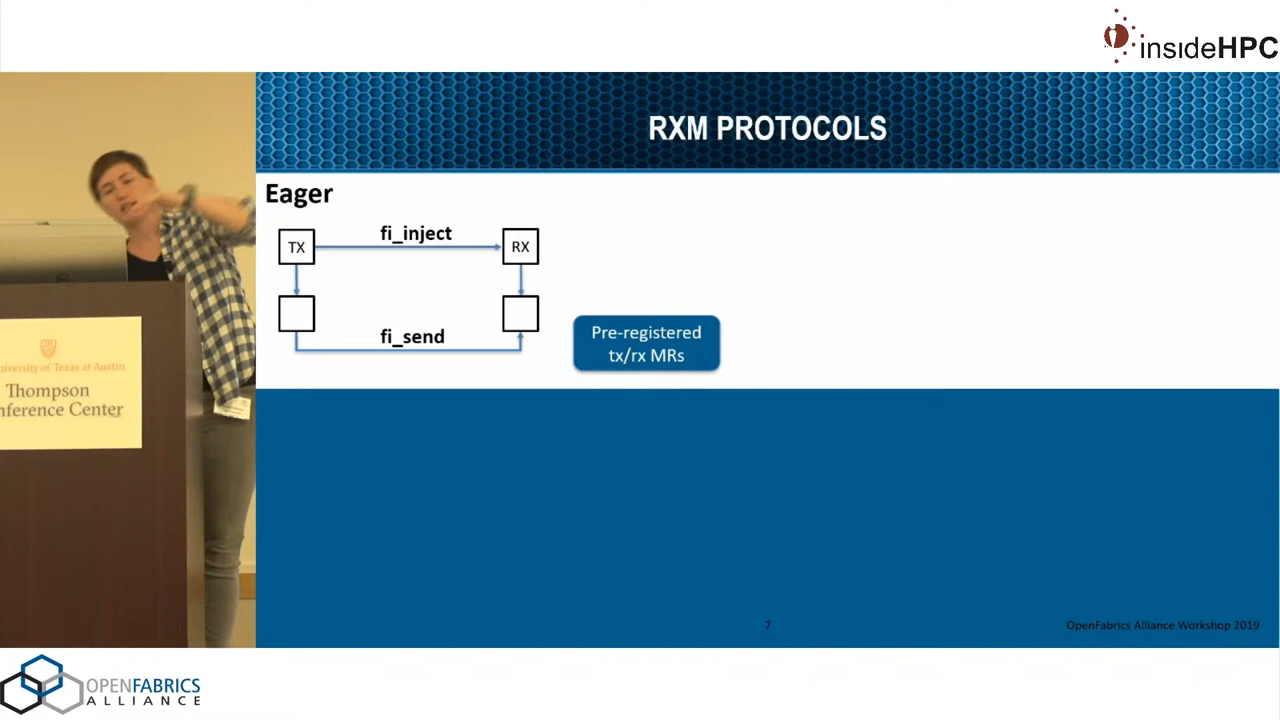 insideHPC
RXM PROTOCOLS
Eager
fi_inject
TX
RX
fi_send
Pre-registered
tx/rx MRs
University of Texas at Austin
Thompson
Conference Center
7
OpenFabrics Alliance Workshop 2019
OPENFABRICS
ALLIANCE